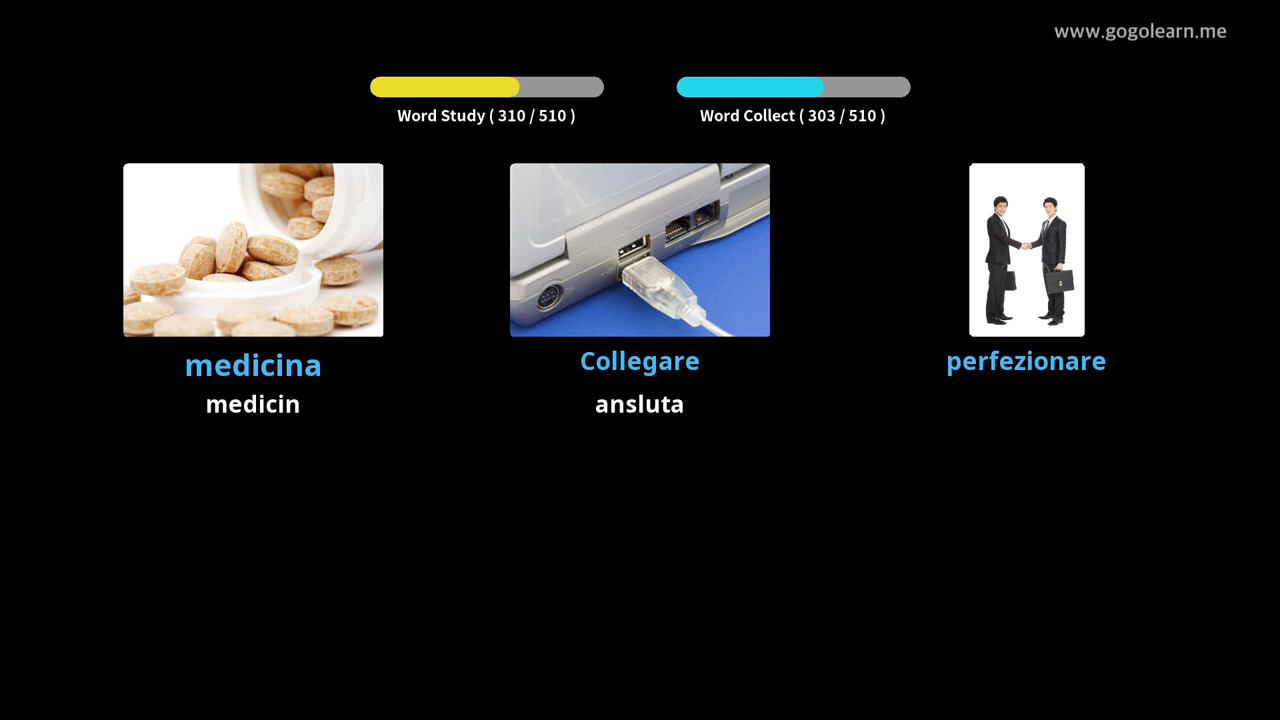 www.gogolearn.me
Word Study ( 310 / 510 )
Word Collect ( 303 / 510 )
medicina
medicin
Collegare
ansluta
perfezionare